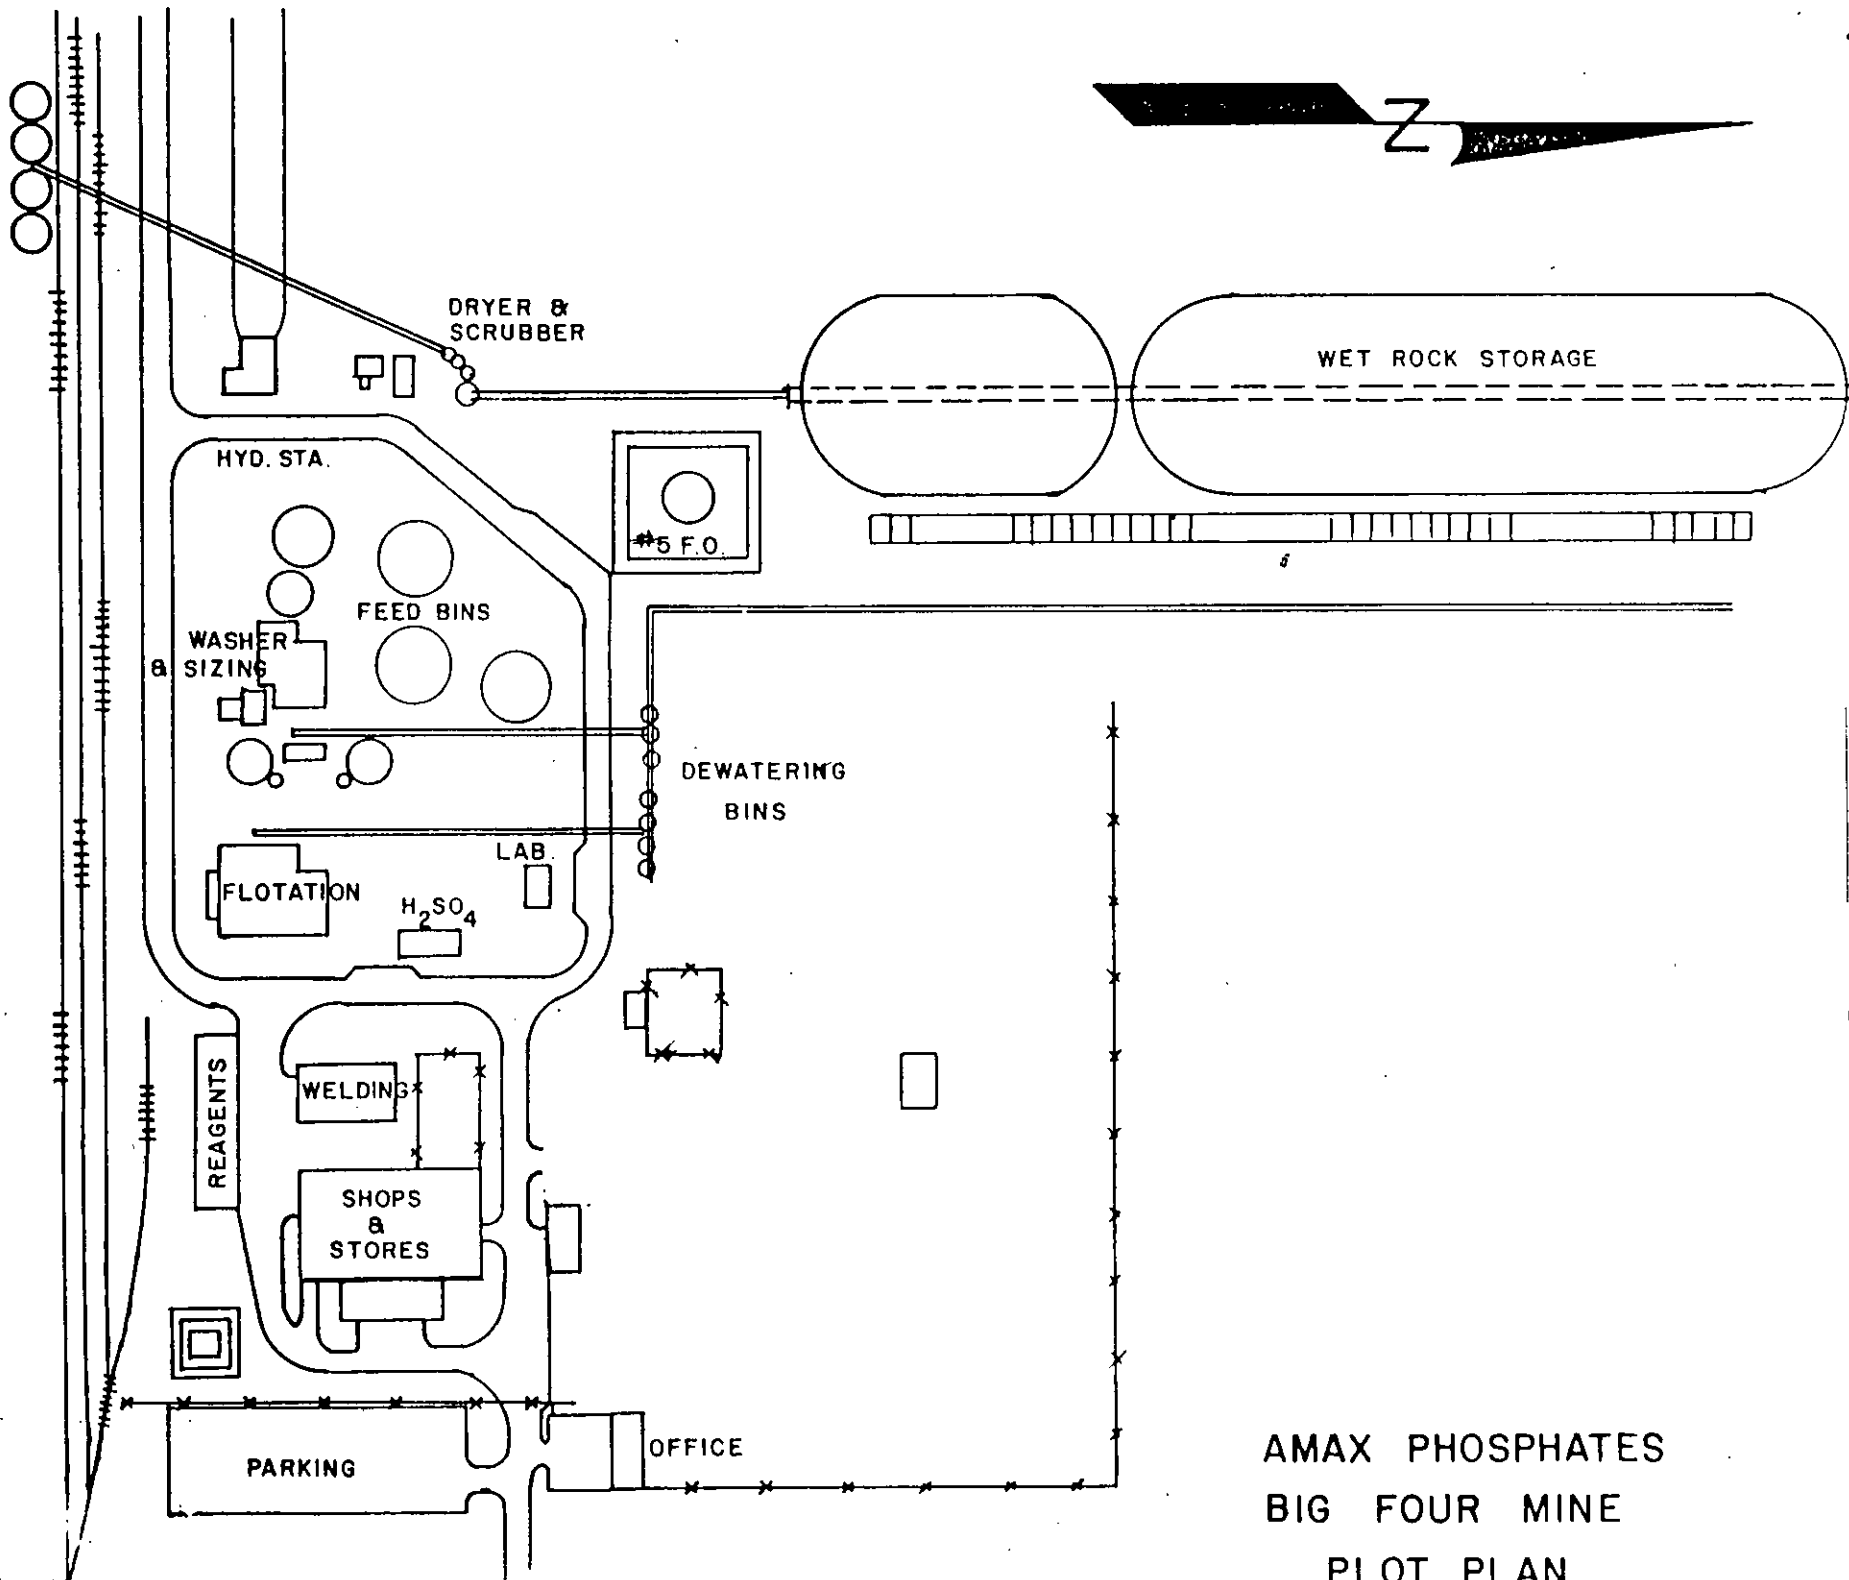 Z
DRYER &
SCRUBBER
WET ROCK STORAGE
HYD. STA.
#5 F.O.
FEED BINS
WASHER
& SIZING
DEWATERING
BINS
LAB.
FLOTATION
H2SO4
REAGENTS
WELDING
SHOPS
&
STORES
OFFICE
PARKING
AMAX PHOSPHATES
BIG FOUR MINE
PLOT PLAN